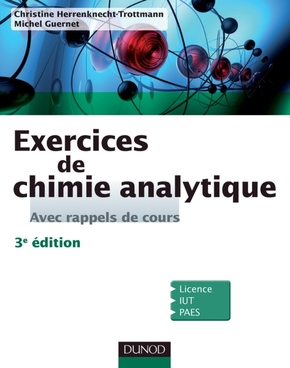 Christine Herrenknecht-Trottmann
Michel Guernet
Exercices
de
chimie analytique
Avec rappels de cours
3e édition
Licence
IUT
PAES
DUNOD